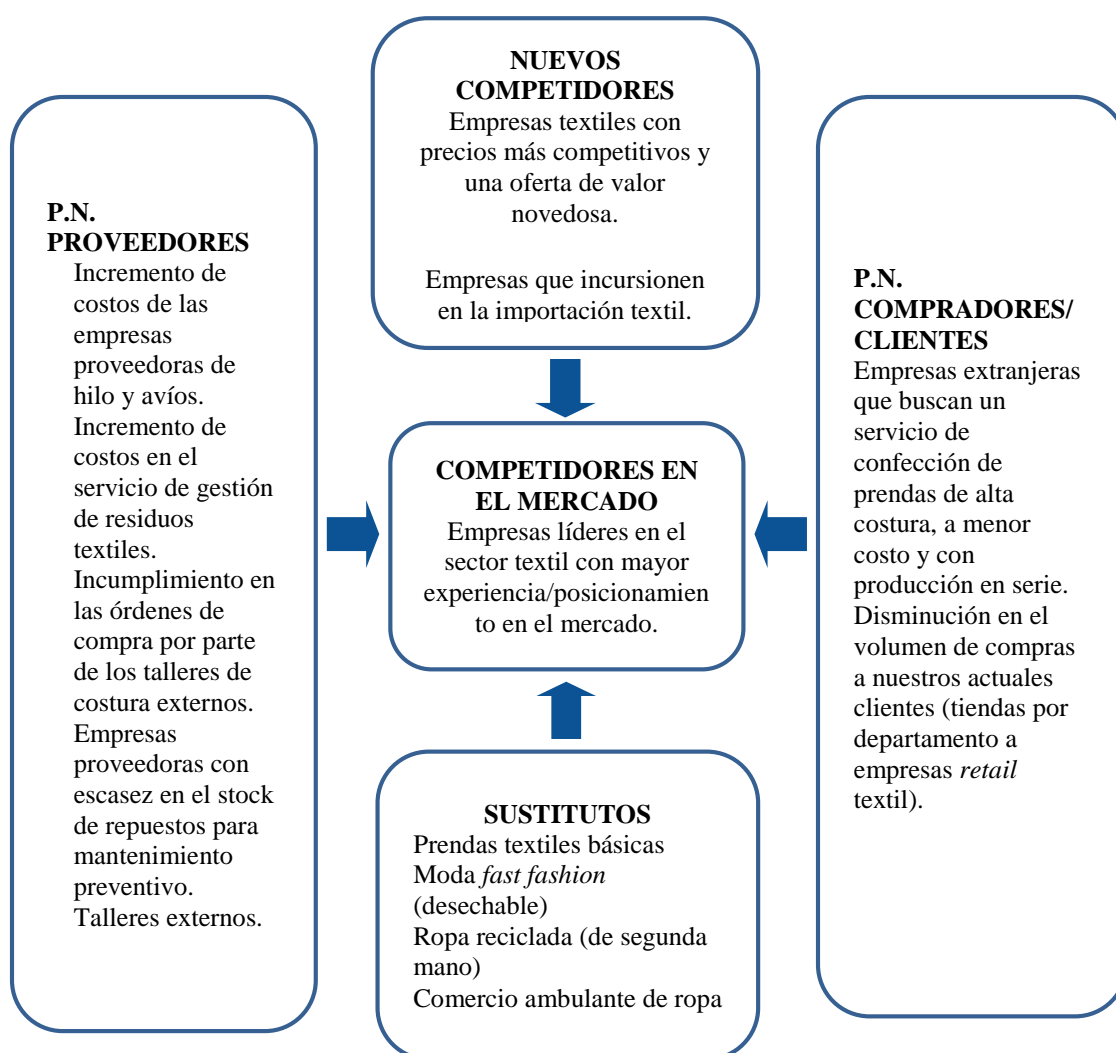 NUEVOS
COMPETIDORES
Empresas textiles con
precios más competitivos y
una oferta de valor
novedosa.
Empresas que incursionen
en la importación textil.
P.N.
PROVEEDORES
Incremento de
costos de las
empresas
proveedoras de
hilo y avíos.
Incremento de
costos en el
servicio de gestión
de residuos
textiles.
Incumplimiento en
las órdenes de
compra por parte
de los talleres de
costura externos.
Empresas
proveedoras con
escasez en el stock
de repuestos para
mantenimiento
preventivo.
Talleres externos.
COMPETIDORES EN
EL MERCADO
Empresas líderes en el
sector textil con mayor
experiencia/posicionamien
to en el mercado.
P.N.
COMPRADORES/
CLIENTES
Empresas extranjeras
que buscan un
servicio de
confección de
prendas de alta
costura, a menor
costo y con
producción en serie.
Disminución en el
volumen de compras
a nuestros actuales
clientes (tiendas por
departamento a
empresas retail
textil).
SUSTITUTOS
Prendas textiles básicas
Moda fast fashion
(desechable)
Ropa reciclada (de segunda
mano)
Comercio ambulante de ropa